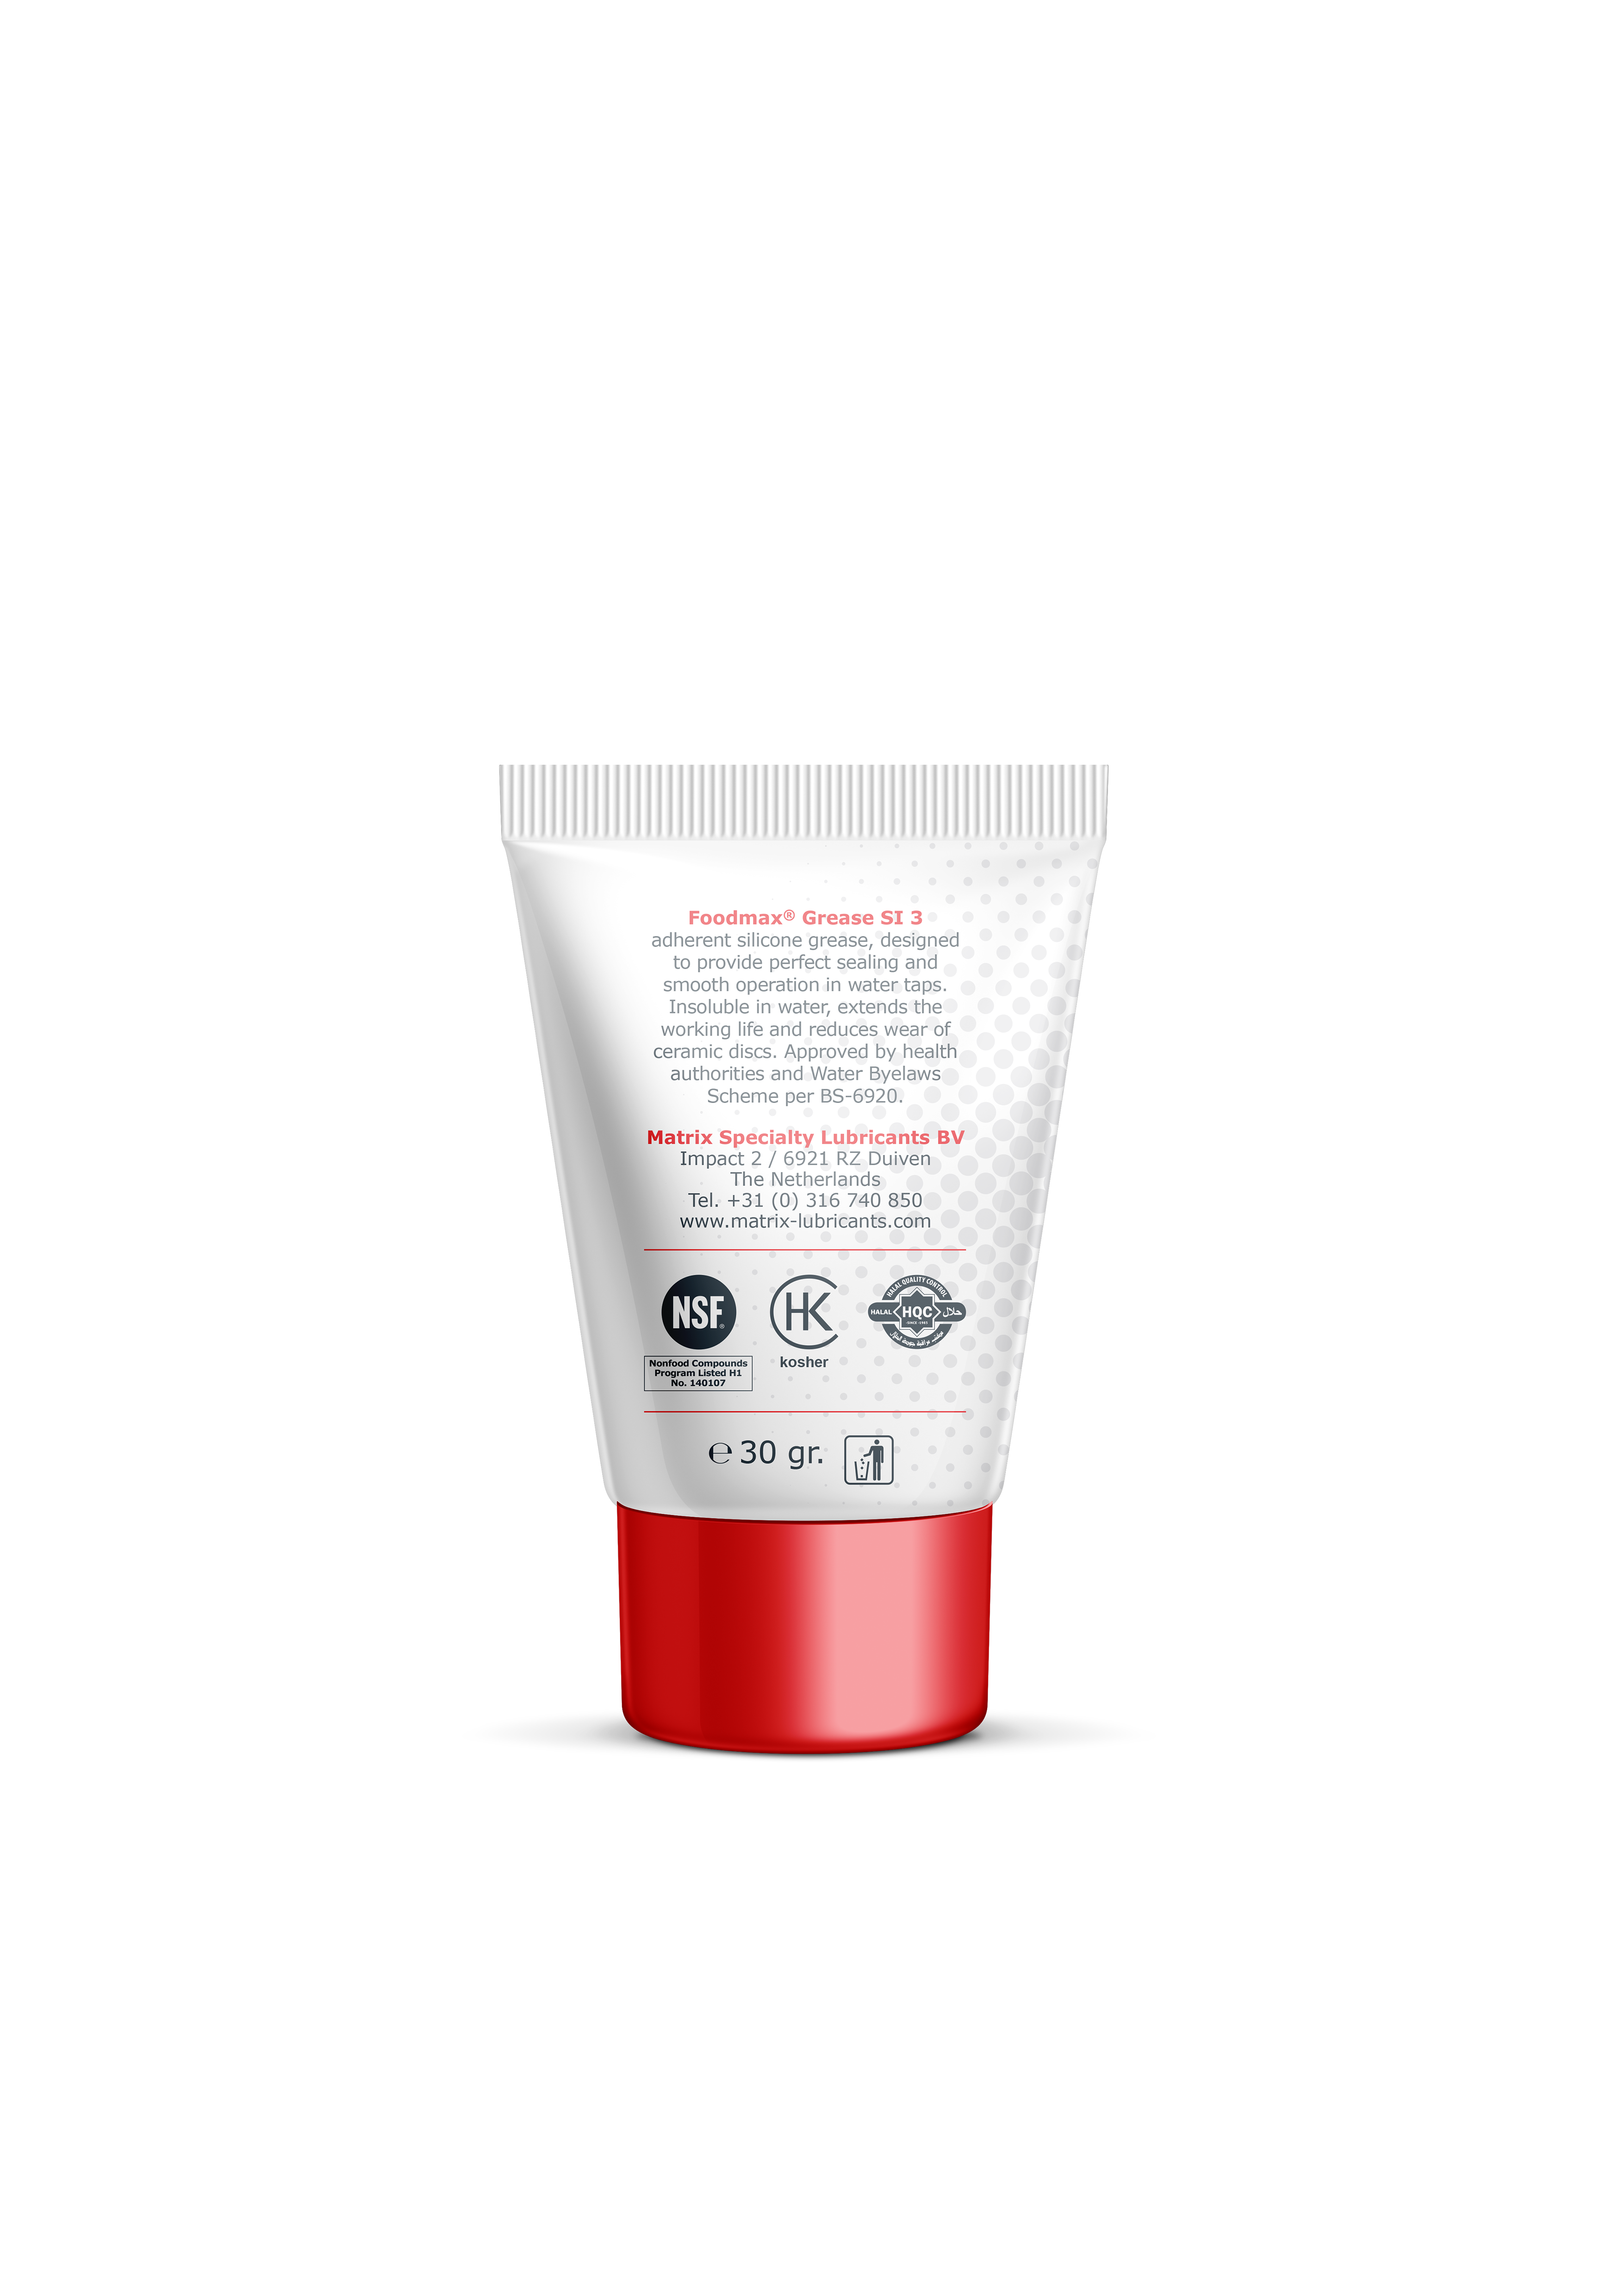 Foodmax® Grease SI 3
adherent silicone grease, designed
to provide perfect sealing and
smooth operation in water taps.
Insoluble in water, extends the
working life and reduces wear of
ceramic discs. Approved by health
authorities and Water Byelaws
Scheme per BS-6920.
Matrix Specialty Lubricants BV
Impact 2 / 6921 RZ Duiven
The Netherlands
Tel. +31 (0) 316 740 850
www.matrix-lubricants.com
NSF®
Nonfood Compounds
Program Listed H1
No. 140107
HK
kosher
HALAL QUALITY CONTROL
HALAL HQC حلال
℮ 30 gr.